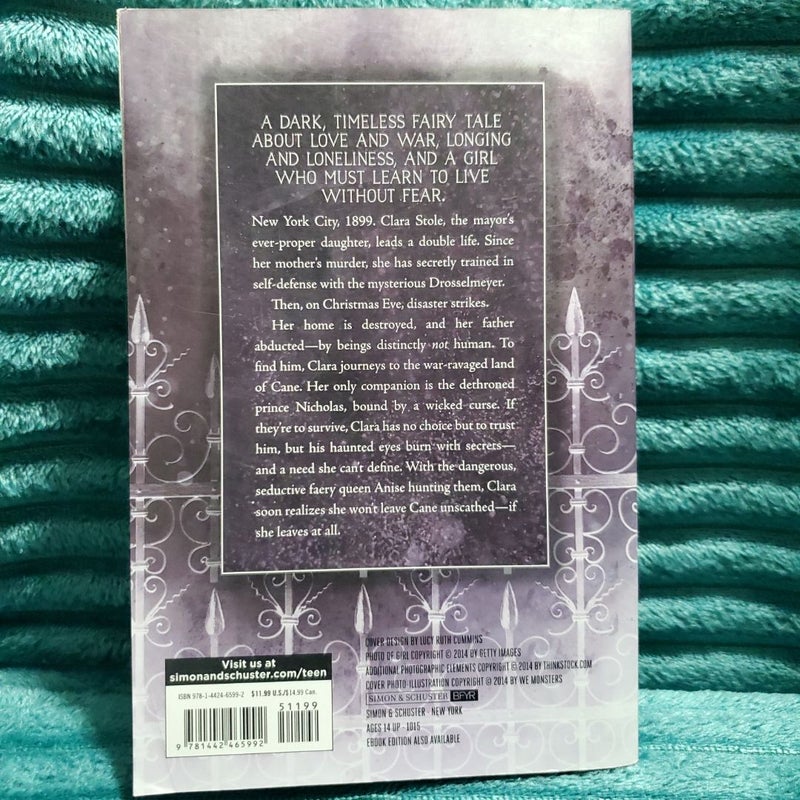 A DARK, TIMELESS FAIRY TALE
ABOUT LOVE AND WAR, LONGING
AND LONELINESS, AND A GIRL
WHO MUST LEARN TO LIVE
WITHOUT FEAR.
New York City, 1899. Clara Stole, the mayor's
ever-proper daughter, leads a double life. Since
her mother's murder, she has secretly trained in
self-defense with the mysterious Drosselmeyer.
Then, on Christmas Eve, disaster strikes.
Her home is destroyed, and her father
abducted—by beings distinctly not human. To
find him, Clara journeys to the war-ravaged land
of Cane. Her only companion is the dethroned
prince Nicholas, bound by a wicked curse. If
they're to survive, Clara has no choice but to trust
him, but his haunted eyes burn with secrets—
and a need she can't define. With the dangerous,
seductive faery queen Anise hunting them, Clara
soon realizes she won't leave Cane unscathed—if
she leaves at all.
COVER DESIGN BY LUCY RUTH CUMMINS
PHOTO OF GIRL COPYRIGHT © 2014 BY GETTY IMAGES
ADDITIONAL PHOTOGRAPHIC ELEMENTS COPYRIGHT © 2014 BY THINKSTOCK.COM
COVER PHOTO-ILLUSTRATION COPYRIGHT © 2014 BY WE MONSTERS
SIMON & SCHUSTER BFYR
SIMON & SCHUSTER · NEW YORK
AGES 14 UP · 1015
EBOOK EDITION ALSO AVAILABLE
Visit us at
simonandschuster.com/teen
ISBN 978-1-4424-6599-2 $11.99 U.S./$14.99 Can.
51199
9 781442 465992